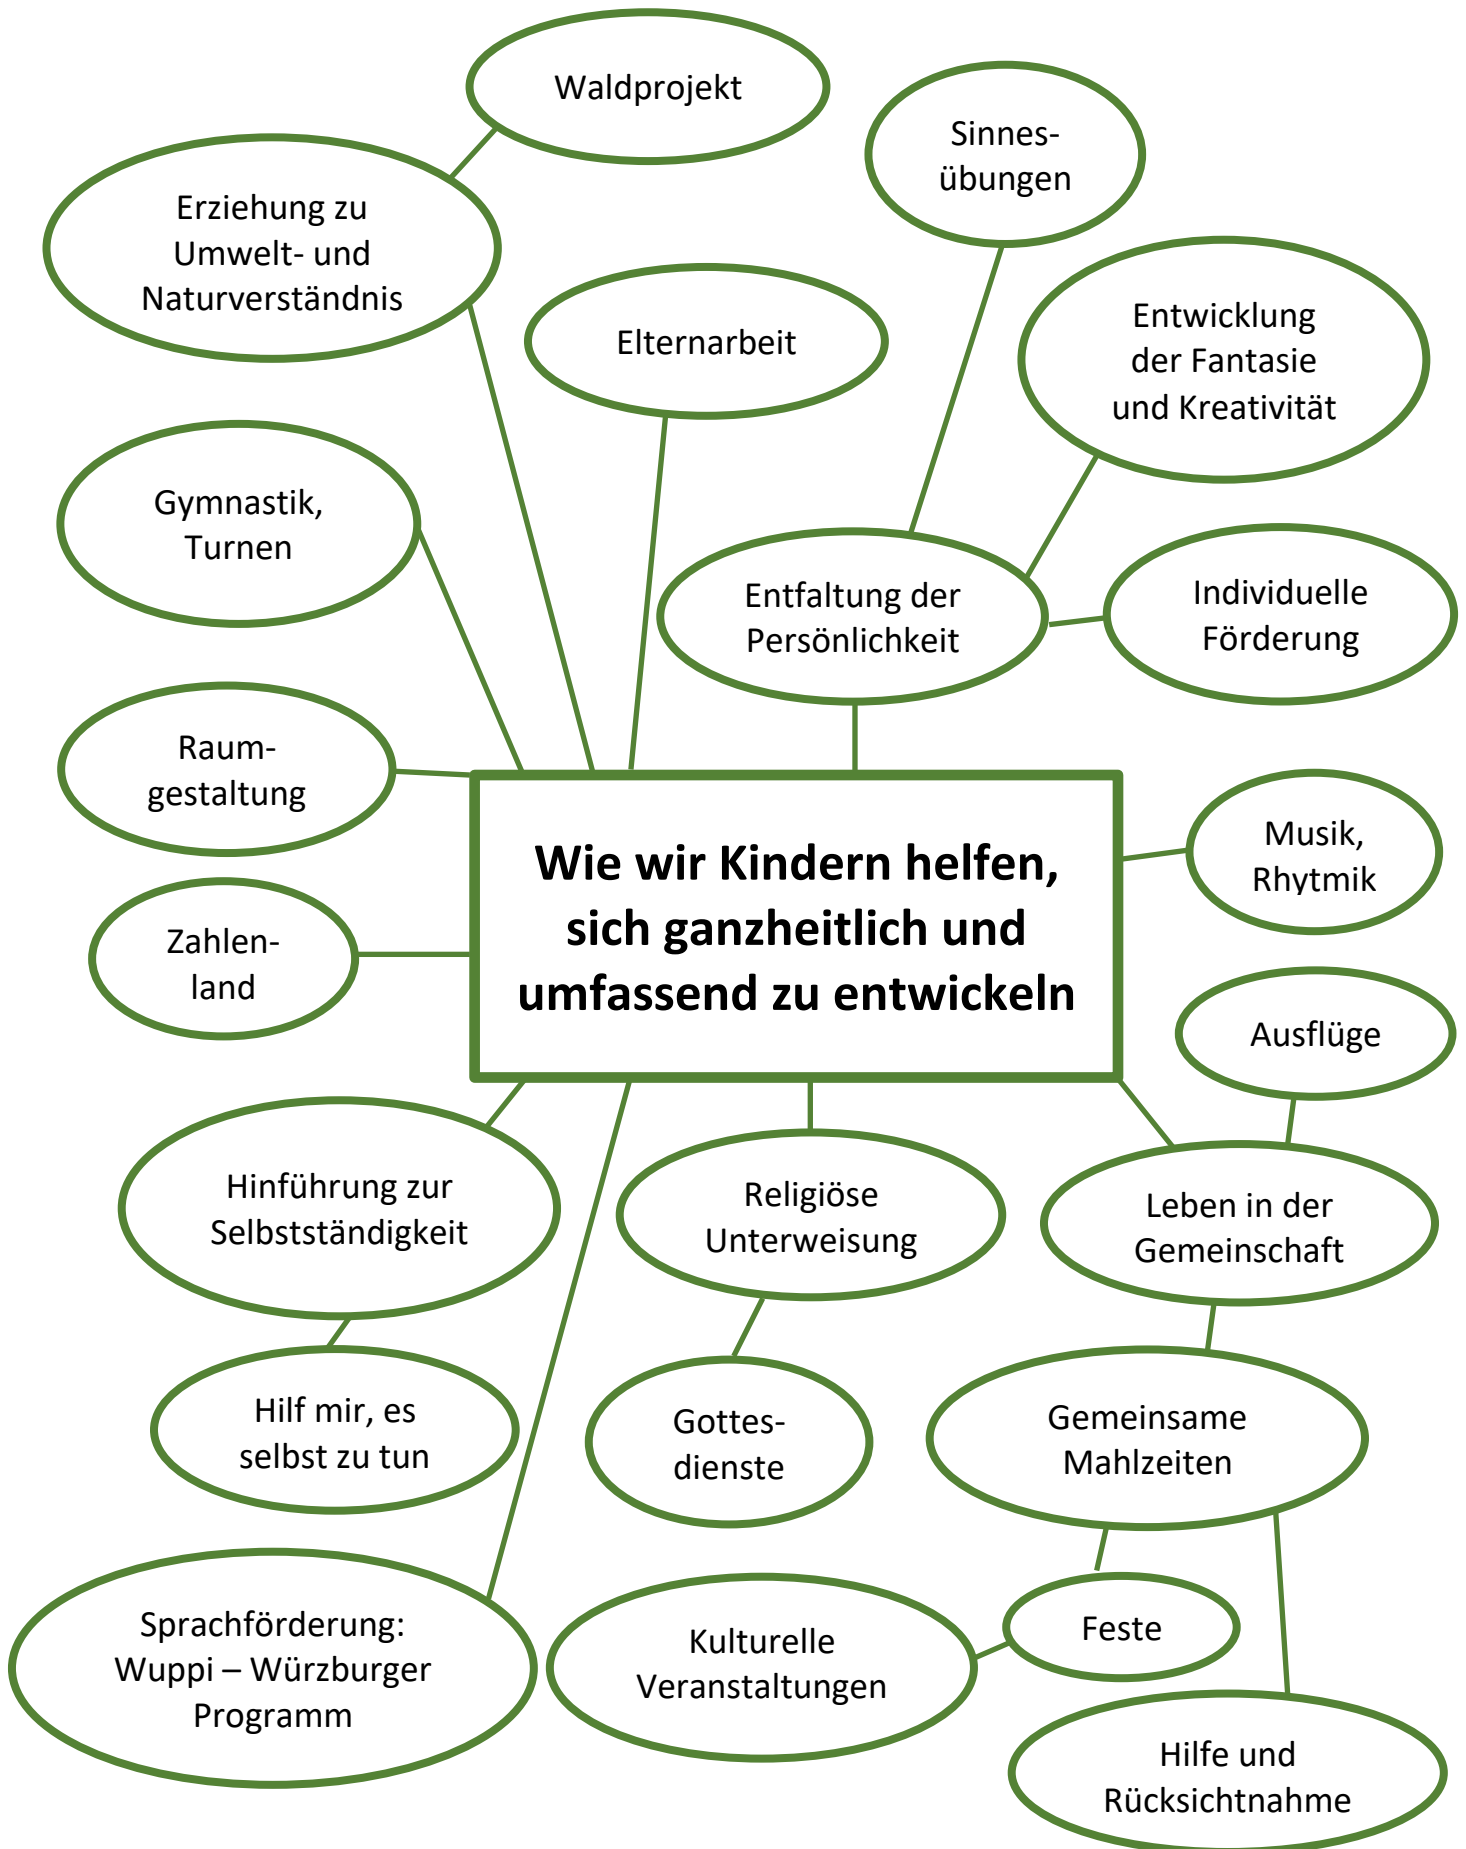 Waldprojekt
Sinnes-
übungen
Erziehung zu
Umwelt- und
Naturverständnis
Elternarbeit
Entwicklung
der Fantasie
und Kreativität
Gymnastik,
Turnen
Entfaltung der
Persönlichkeit
Individuelle
Förderung
Raum-
gestaltung
Wie wir Kindern helfen,
sich ganzheitlich und
umfassend zu entwickeln
Musik,
Rhytmik
Zahlen-
land
Ausflüge
Hinführung zur
Selbstständigkeit
Religiöse
Unterweisung
Leben in der
Gemeinschaft
Hilf mir, es
selbst zu tun
Gottes-
dienste
Gemeinsame
Mahlzeiten
Sprachförderung:
Wuppi – Würzburger
Programm
Kulturelle
Veranstaltungen
Feste
Hilfe und
Rücksichtnahme